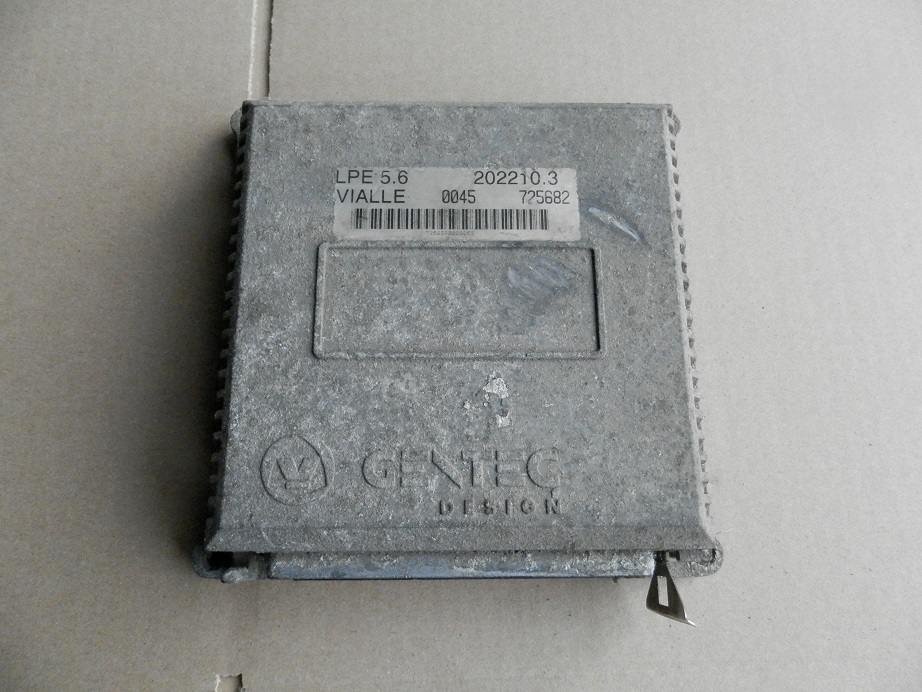 LPE 5.6 202210.3
VIALLE 0045 725682
GENTEC
DESIGN